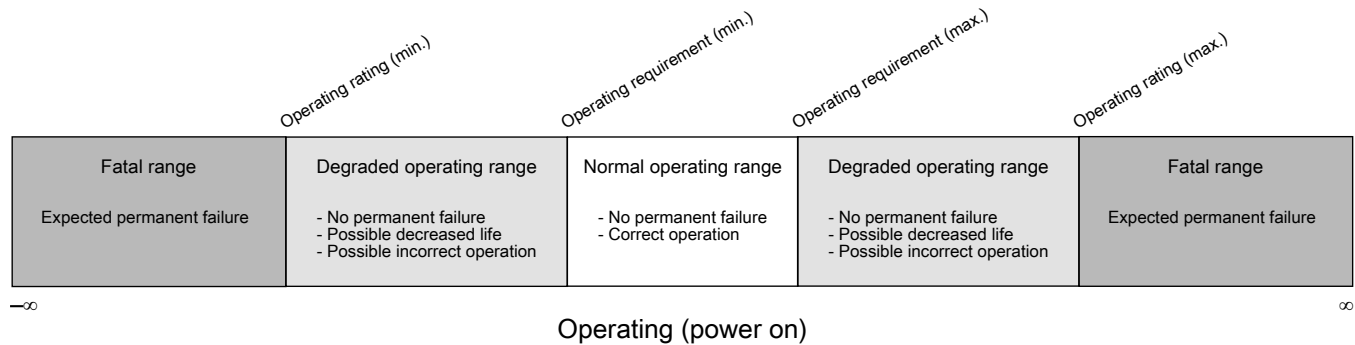 Operating rating (min.)
Operating requirement (min.)
Operating requirement (max.)
Operating rating (max.)
Fatal range
Expected permanent failure
Degraded operating range
- No permanent failure
- Possible decreased life
- Possible incorrect operation
Normal operating range
- No permanent failure
- Correct operation
Degraded operating range
- No permanent failure
- Possible decreased life
- Possible incorrect operation
Fatal range
Expected permanent failure
–∞
∞
Operating (power on)